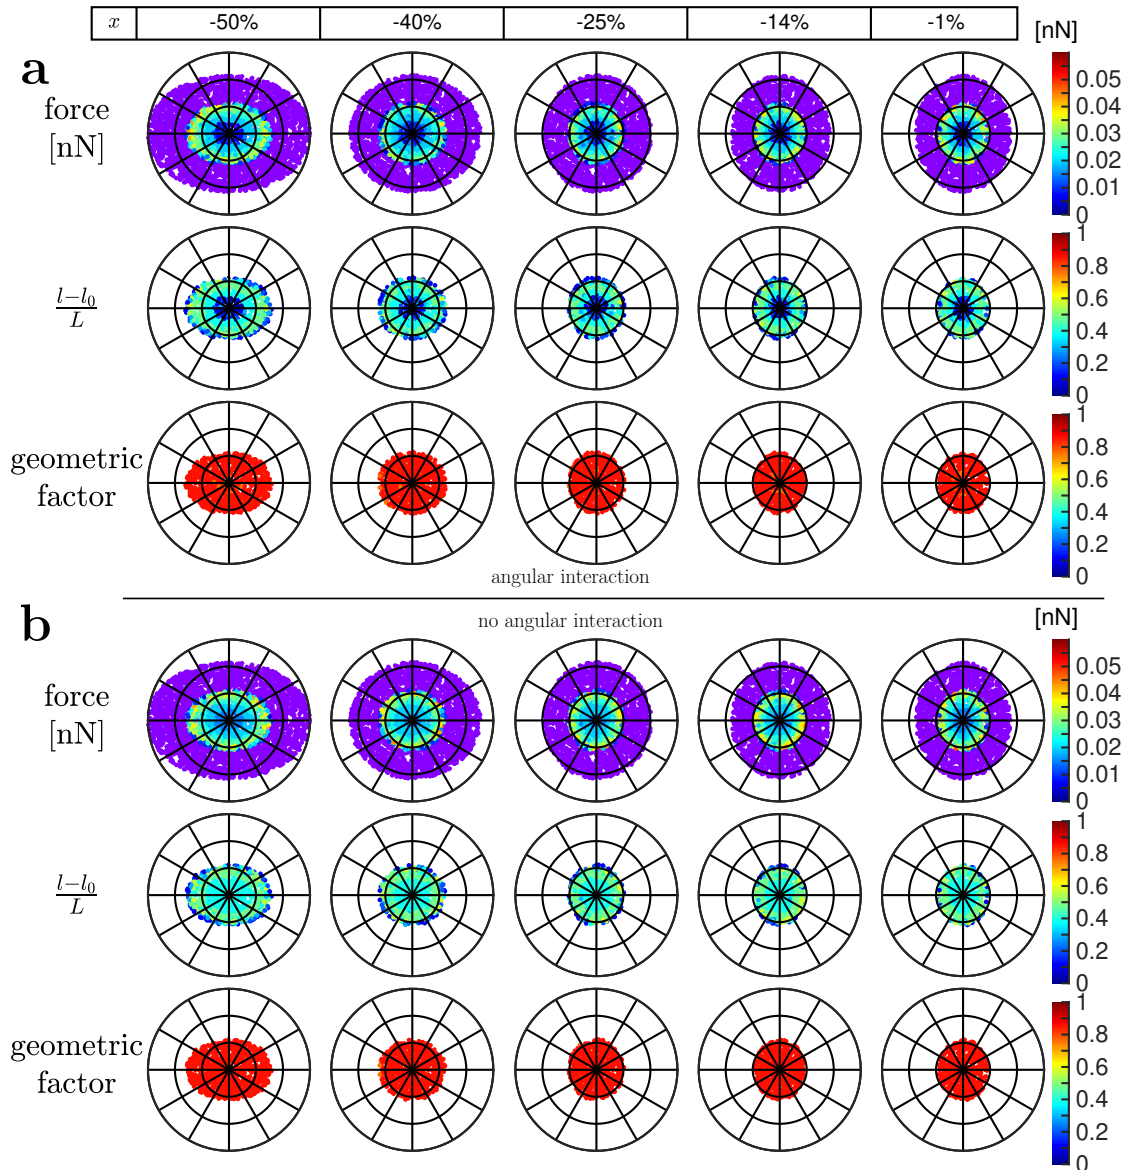 x -50% -40% -25% -14% -1%
[nN]
a
force
[nN]
0.05
0.04
0.03
0.02
0.01
0
l−l₀
L
1
0.8
0.6
0.4
0.2
0
geometric
factor
1
0.8
0.6
0.4
0.2
0
angular interaction
b
no angular interaction
[nN]
force
[nN]
0.05
0.04
0.03
0.02
0.01
0
l−l₀
L
1
0.8
0.6
0.4
0.2
0
geometric
factor
1
0.8
0.6
0.4
0.2
0